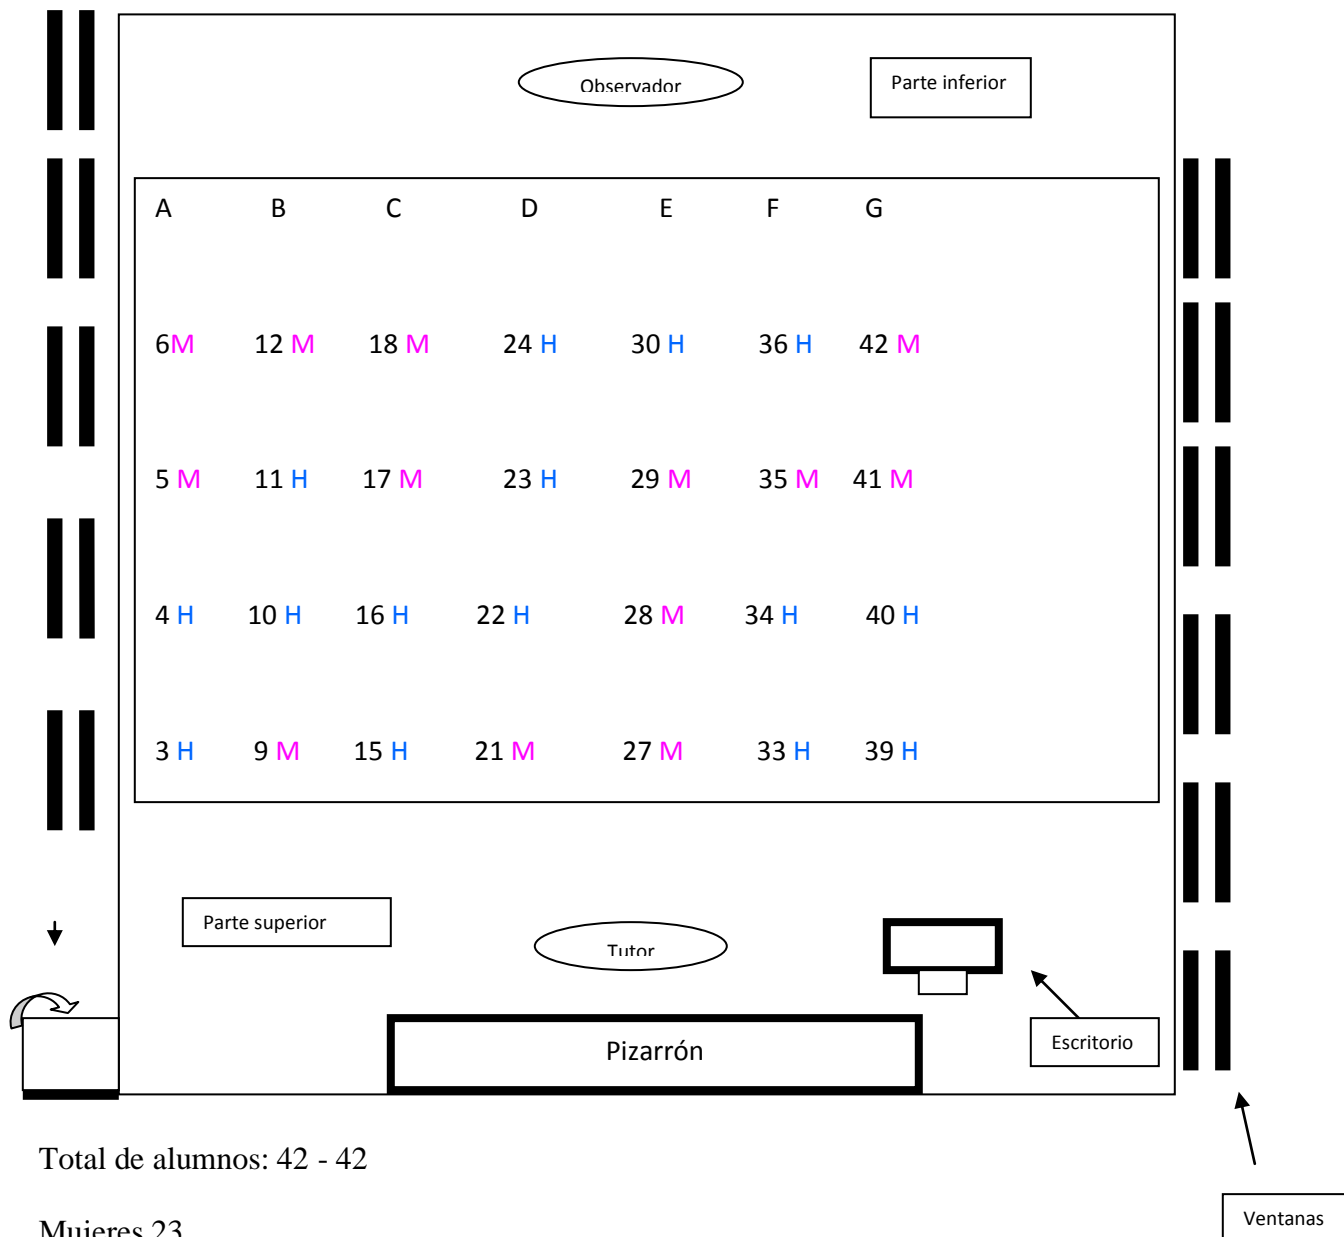 Observador
Parte inferior
A B C D E F G
6M 12 M 18 M 24 H 30 H 36 H 42 M
5 M 11 H 17 M 23 H 29 M 35 M 41 M
4 H 10 H 16 H 22 H 28 M 34 H 40 H
3 H 9 M 15 H 21 M 27 M 33 H 39 H
Parte superior
Tutor
Pizarrón
Escritorio
Total de alumnos: 42 - 42
Mujeres 23
Ventanas